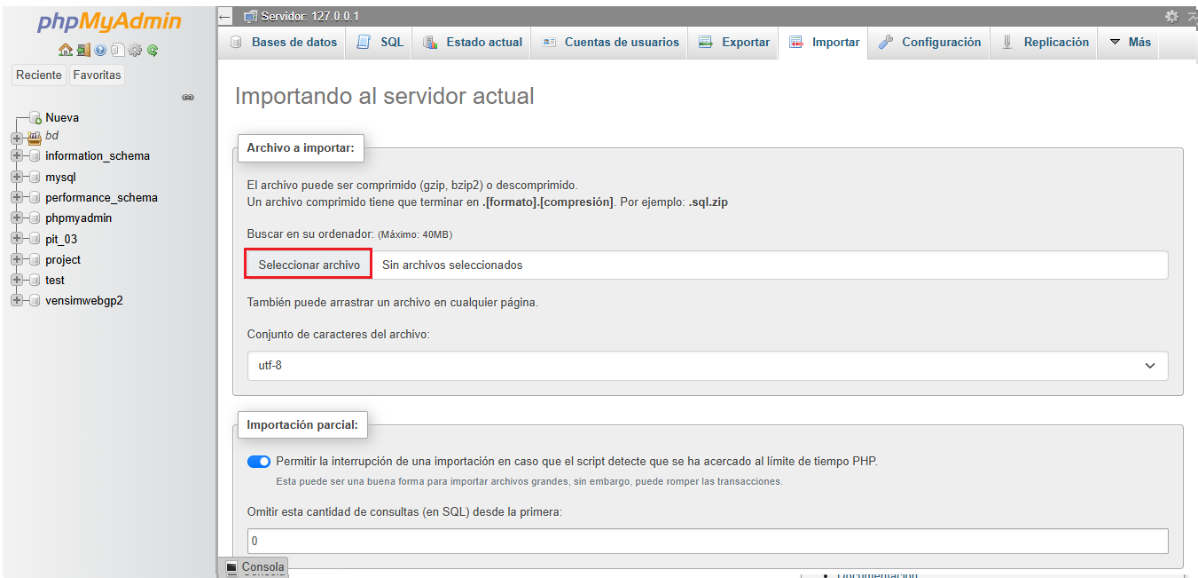 phpMyAdmin
Reciente Favoritas
Nueva
bd
information_schema
mysql
performance_schema
phpmyadmin
pit_03
project
test
vensimwebgp2
Servidor: 127.0.0.1
Bases de datos SQL Estado actual Cuentas de usuarios Exportar Importar Configuración Replicación Más
Importando al servidor actual
Archivo a importar:
El archivo puede ser comprimido (gzip, bzip2) o descomprimido.
Un archivo comprimido tiene que terminar en .[formato].[compresión]. Por ejemplo: .sql.zip
Buscar en su ordenador: (Máximo: 40MB)
Seleccionar archivo Sin archivos seleccionados
También puede arrastrar un archivo en cualquier página.
Conjunto de caracteres del archivo:
utf-8
Importación parcial:
Permitir la interrupción de una importación en caso que el script detecte que se ha acercado al límite de tiempo PHP.
Esta puede ser una buena forma para importar archivos grandes, sin embargo, puede romper las transacciones.
Omitir esta cantidad de consultas (en SQL) desde la primera:
0
Consola